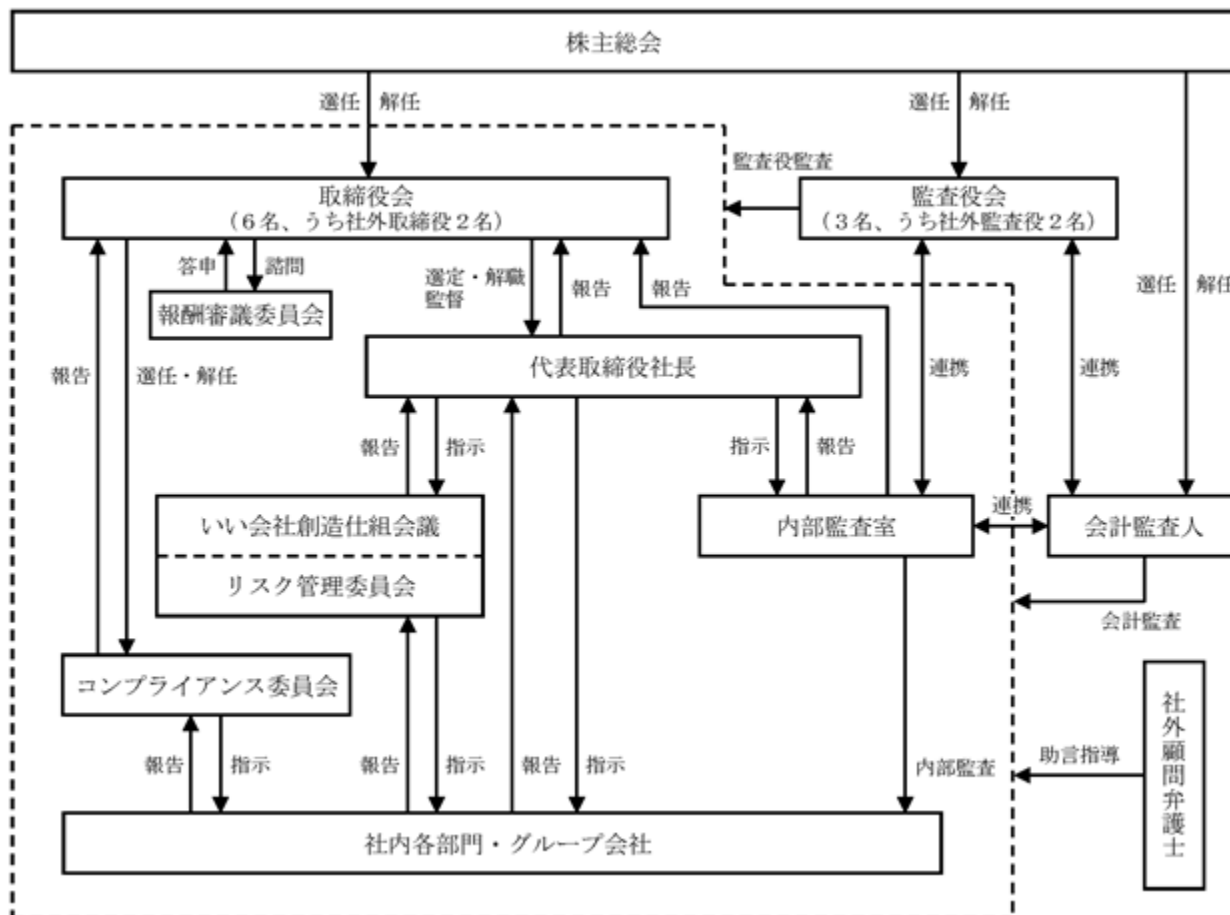 株主総会
選任 解任
選任 解任
監査役監査
取締役会
（６名、うち社外取締役２名）
監査役会
（３名、うち社外監査役２名）
答申
諮問
選定・解職
監督
報告
報告
選任 解任
報酬審議委員会
代表取締役社長
報告
選任・解任
連携
連携
報告
指示
指示
報告
いい会社創造仕組会議
リスク管理委員会
内部監査室
連携
会計監査人
会計監査
コンプライアンス委員会
社外顧問弁護士
報告
指示
報告
指示
報告
指示
内部監査
助言指導
社内各部門・グループ会社